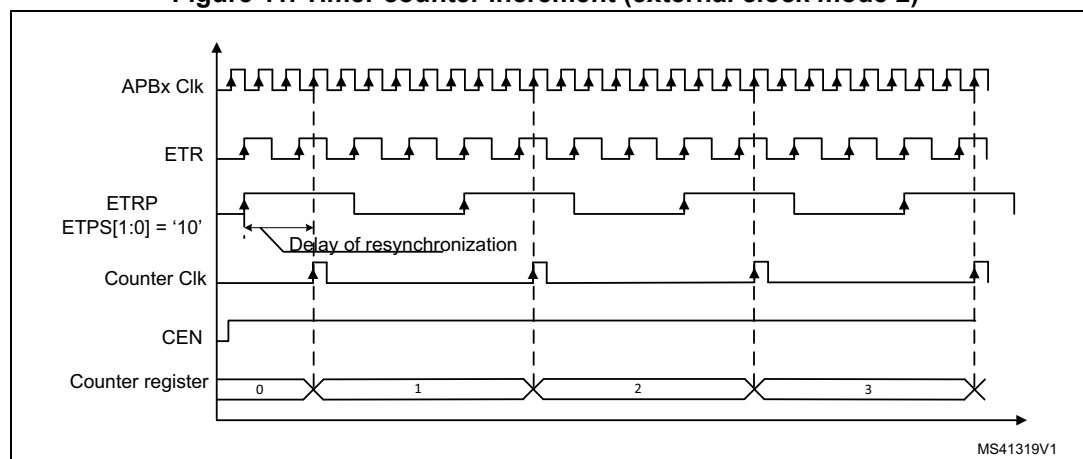 Figure 11. Timer counter increment (external clock mode 2)
APBx Clk
ETR
ETRP
ETPS[1:0] = ‘10’
Delay of resynchronization
Counter Clk
CEN
Counter register
0
1
2
3
MS41319V1